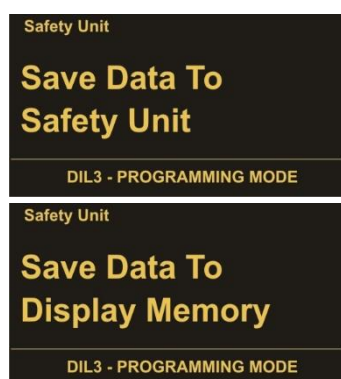 Safety Unit
Save Data To
Safety Unit
DIL3 - PROGRAMMING MODE
Safety Unit
Save Data To
Display Memory
DIL3 - PROGRAMMING MODE